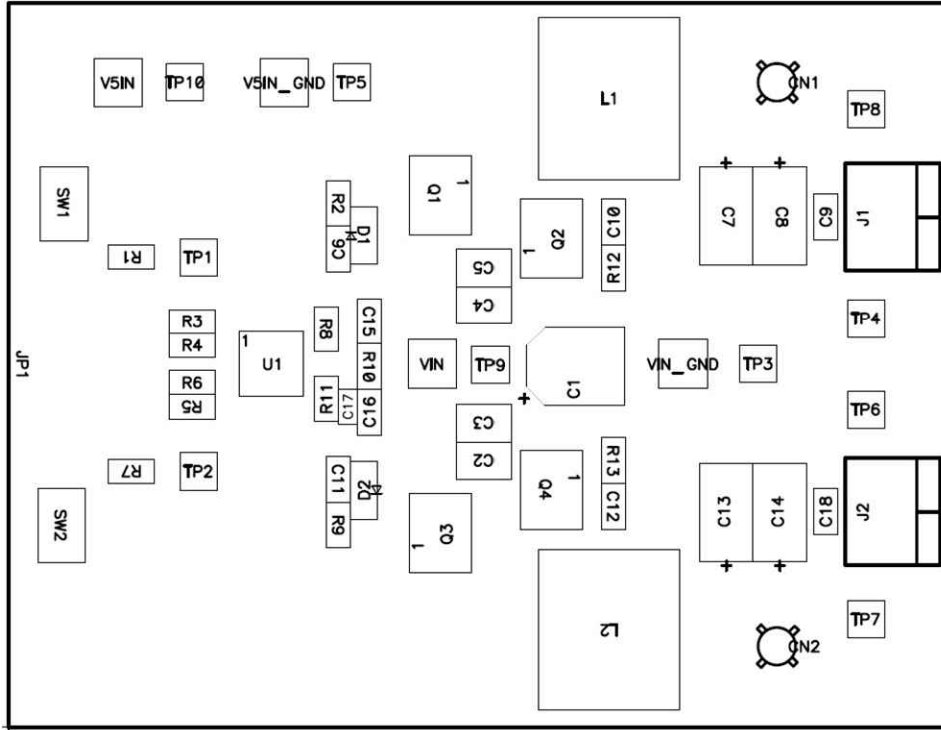 V5IN
TP10
V5IN_GND
TP5
L1
CN1
TP8
SW1
R1
TP1
R2
C6
D1
Q1
1
Q2
1
C10
R12
C7
+
C8
+
C9
J1
C5
C4
R3
R4
JP1
R6
R5
U1
1
R8
C15
R10
R11
C17
C16
VIN
TP9
C1
+
VIN_GND
TP3
TP4
TP6
C3
C2
R7
TP2
C11
R9
D2
Q3
1
Q4
1
R13
C12
C13
+
C14
+
C18
J2
SW2
L2
CN2
TP7